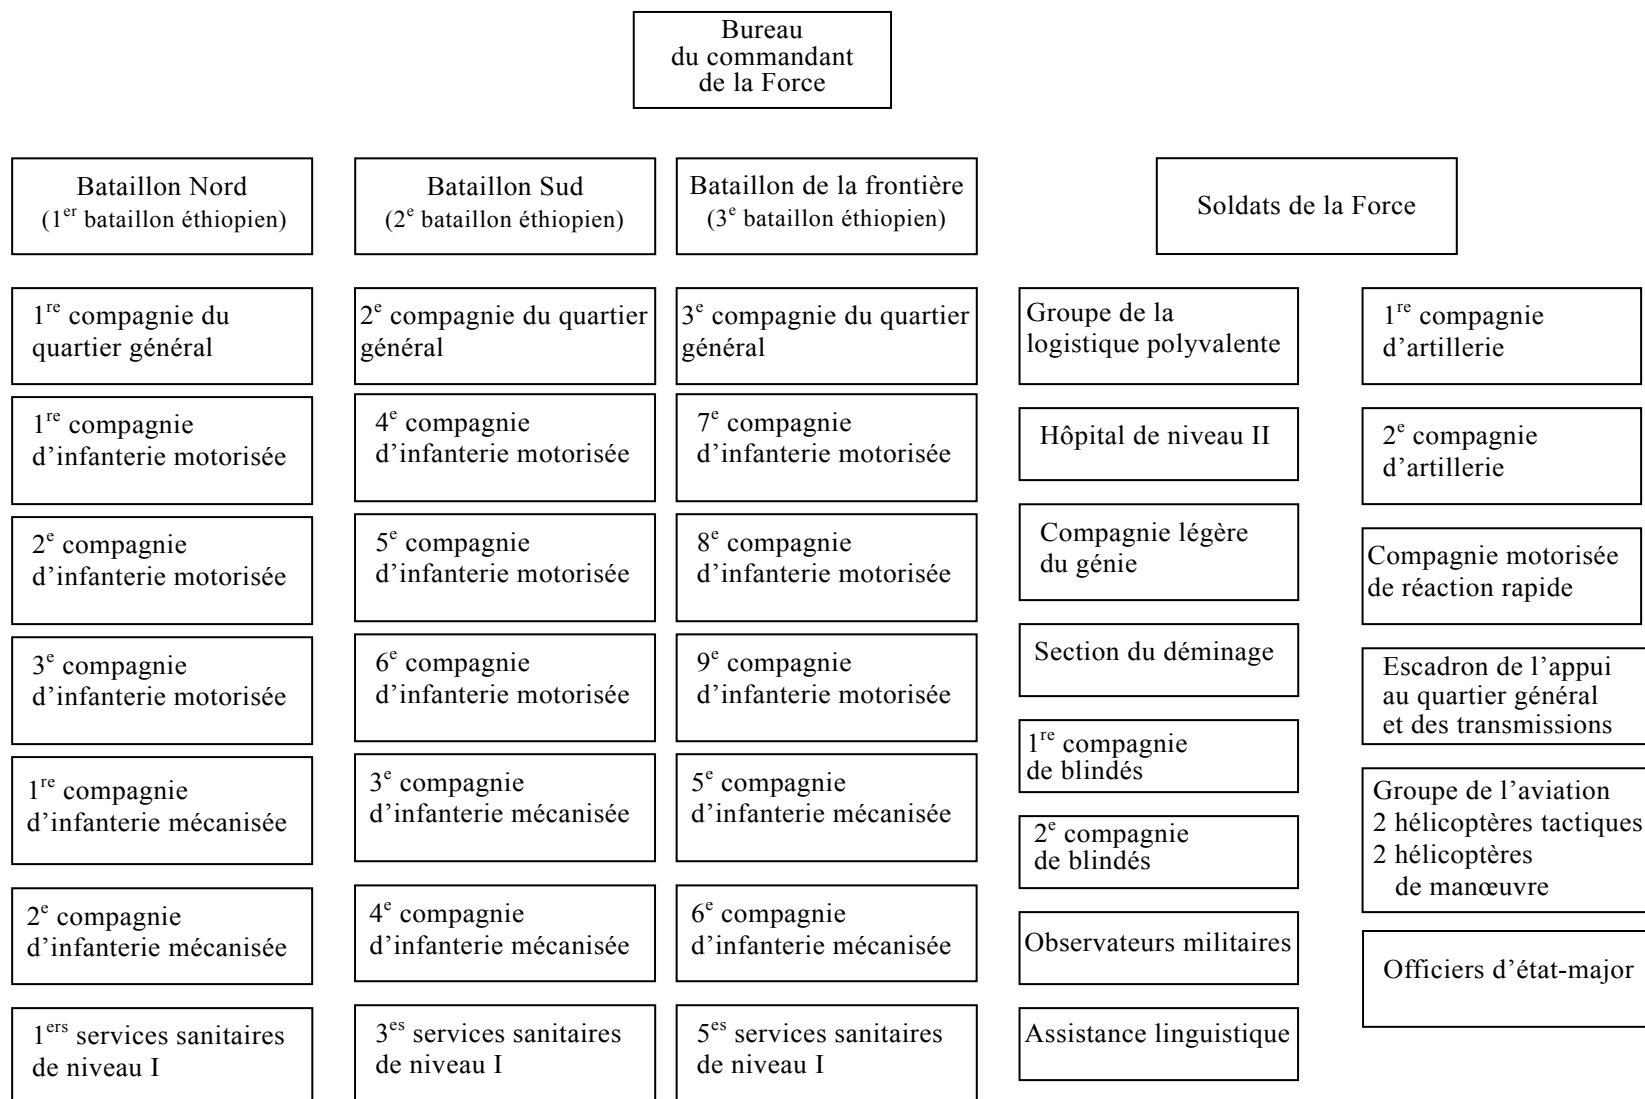 Bureau
du commandant
de la Force
Bataillon Nord
(1er bataillon éthiopien)
Bataillon Sud
(2e bataillon éthiopien)
Bataillon de la frontière
(3e bataillon éthiopien)
Soldats de la Force
1re compagnie du
quartier général
1re compagnie
d’infanterie motorisée
2e compagnie
d’infanterie motorisée
3e compagnie
d’infanterie motorisée
1re compagnie
d’infanterie mécanisée
2e compagnie
d’infanterie mécanisée
1ers services sanitaires
de niveau I
2e compagnie du quartier
général
4e compagnie
d’infanterie motorisée
5e compagnie
d’infanterie motorisée
6e compagnie
d’infanterie motorisée
3e compagnie
d’infanterie mécanisée
4e compagnie
d’infanterie mécanisée
3es services sanitaires
de niveau I
3e compagnie du quartier
général
7e compagnie
d’infanterie motorisée
8e compagnie
d’infanterie motorisée
9e compagnie
d’infanterie motorisée
5e compagnie
d’infanterie mécanisée
6e compagnie
d’infanterie mécanisée
5es services sanitaires
de niveau I
Groupe de la
logistique polyvalente
Hôpital de niveau II
Compagnie légère
du génie
Section du déminage
1re compagnie
de blindés
2e compagnie
de blindés
Observateurs militaires
Assistance linguistique
1re compagnie
d’artillerie
2e compagnie
d’artillerie
Compagnie motorisée
de réaction rapide
Escadron de l’appui
au quartier général
et des transmissions
Groupe de l’aviation
2 hélicoptères tactiques
2 hélicoptères
de manœuvre
Officiers d’état-major